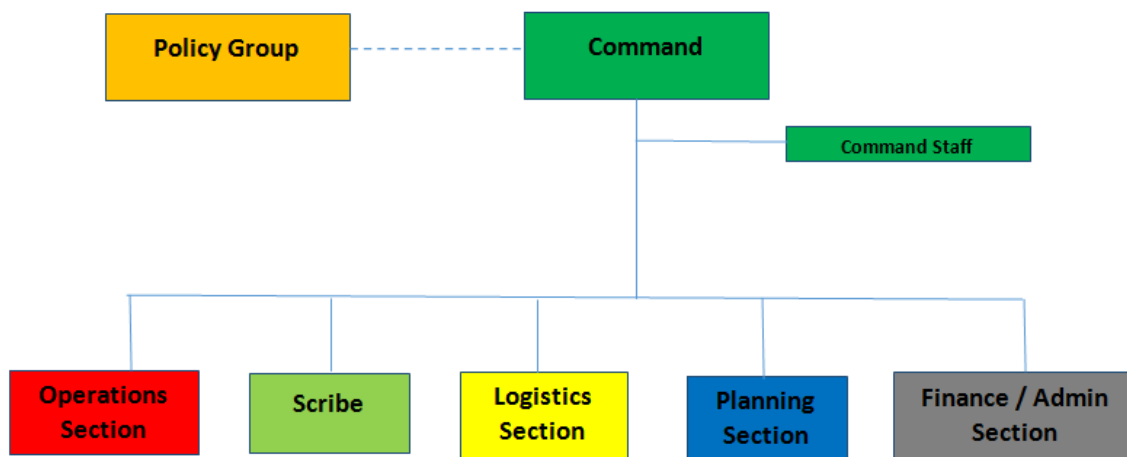 Policy Group
Command
Command Staff
Operations
Section
Scribe
Logistics
Section
Planning
Section
Finance / Admin
Section